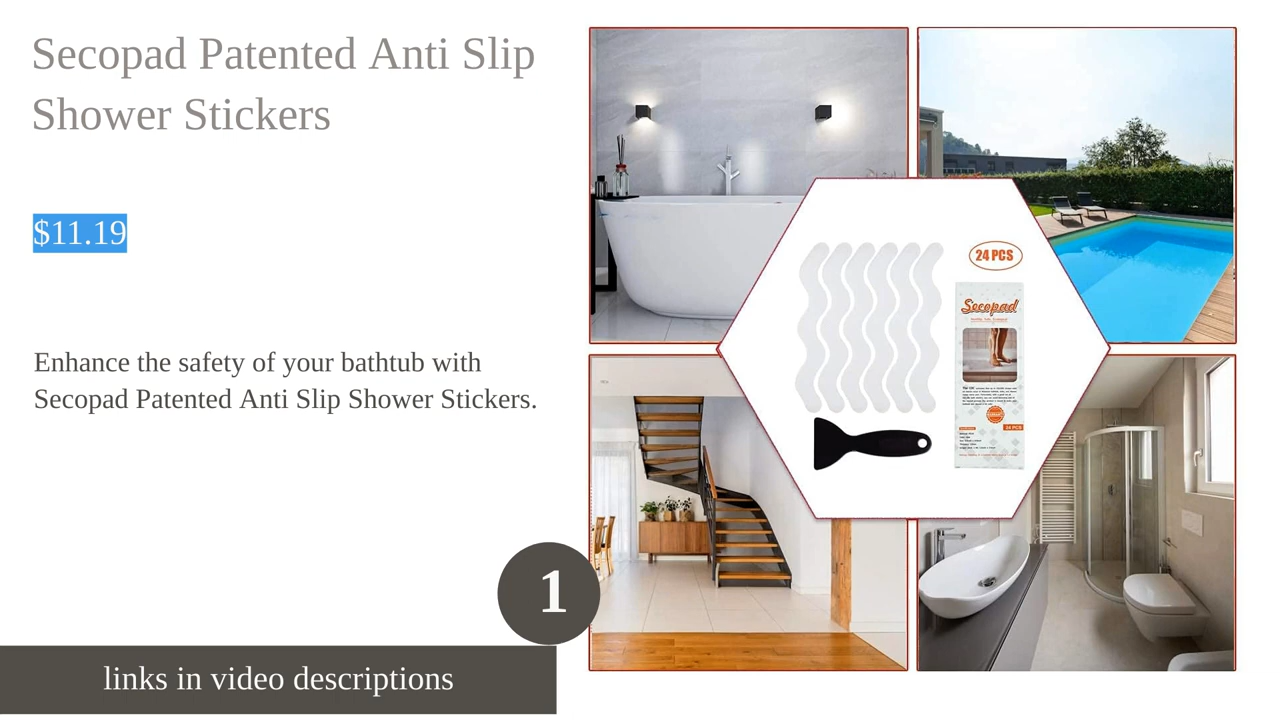 Secopad Patented Anti Slip
Shower Stickers
$11.19
Enhance the safety of your bathtub with
Secopad Patented Anti Slip Shower Stickers.
24 PCS
Secopad
24 PCS
1
links in video descriptions